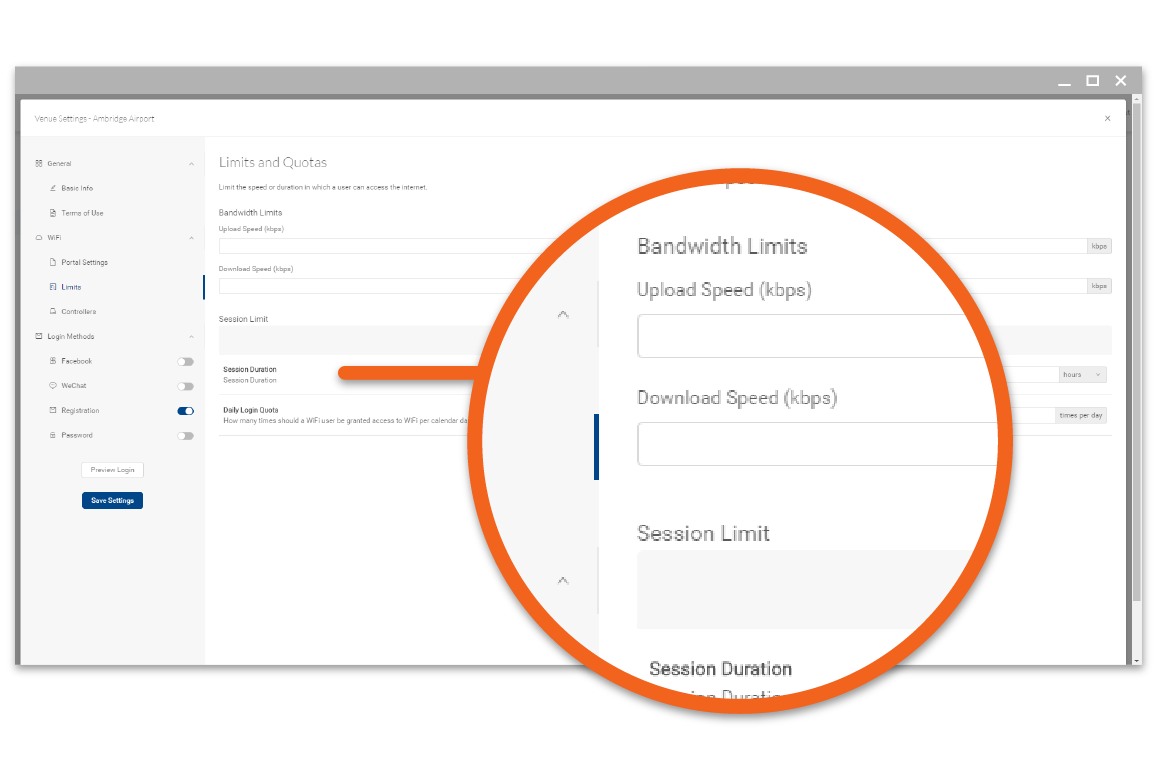 Venue Settings - Ambridge Airport
General
Basic Info
Terms of Use
WiFi
Portal Settings
Limits
Controllers
Login Methods
Facebook
WeChat
Registration
Password
Preview Login
Save Settings
Limits and Quotas
Limit the speed or duration in which a user can access the internet.
Bandwidth Limits
Upload Speed (kbps)
kbps
Download Speed (kbps)
kbps
Session Limit
Session Duration
Session Duration
hours
Daily Login Quota
How many times should a WiFi user be granted access to WiFi per calendar
times per day
Bandwidth Limits
Upload Speed (kbps)
Download Speed (kbps)
Session Limit
Session Duration